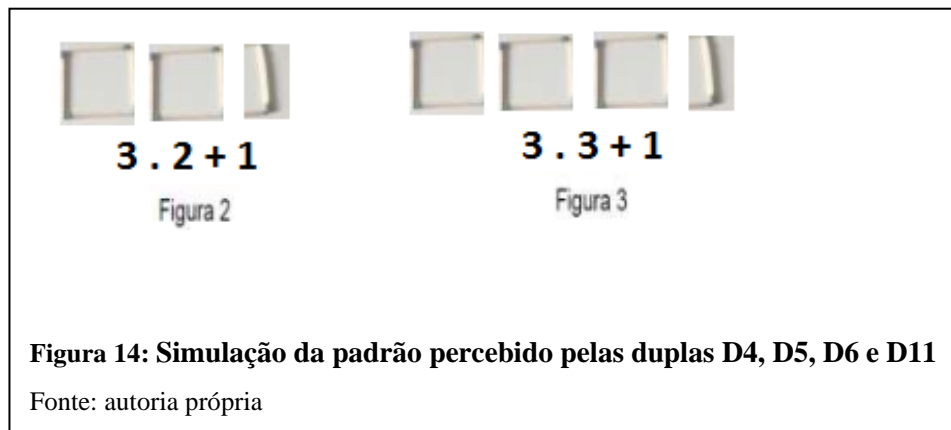 3 . 2 + 1
3 . 3 + 1
Figura 2
Figura 3
Figura 14: Simulação da padrão percebido pelas duplas D4, D5, D6 e D11
Fonte: autoria própria